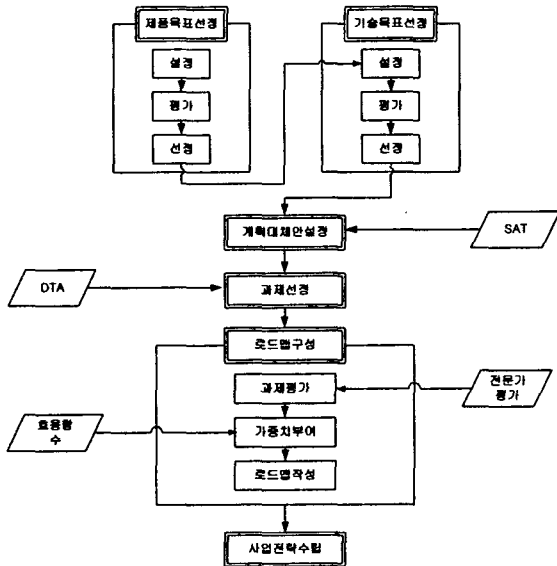 제품목표선정
기술목표선정
설정
설정
평가
평가
선정
선정
계획대체안설정
SAT
DTA
과제선정
로드맵구성
과제평가
전문가
평가
효용함
수
가중치부여
로드맵작성
사업전략수립